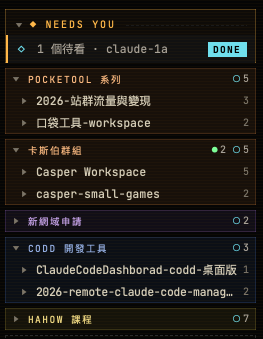 NEEDS YOU
1 個待看 · claude-1a DONE
POCKETOOL 系列 5
2026-站群流量與變現 3
口袋工具-workspace 2
卡斯伯群組 2 5
Casper Workspace 5
casper-small-games 2
新網域申請 2
CODD 開發工具 3
ClaudeCodeDashborad-codd-桌面版 1
2026-remote-claude-code-manag… 2
HAHOW 課程 7